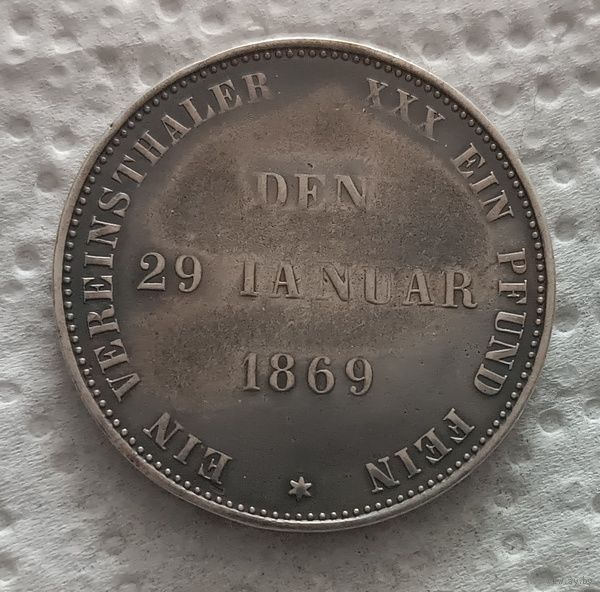 EIN VEREINSTHALER XXX EIN PFUND FEIN
DEN
29 IANUAR
1869